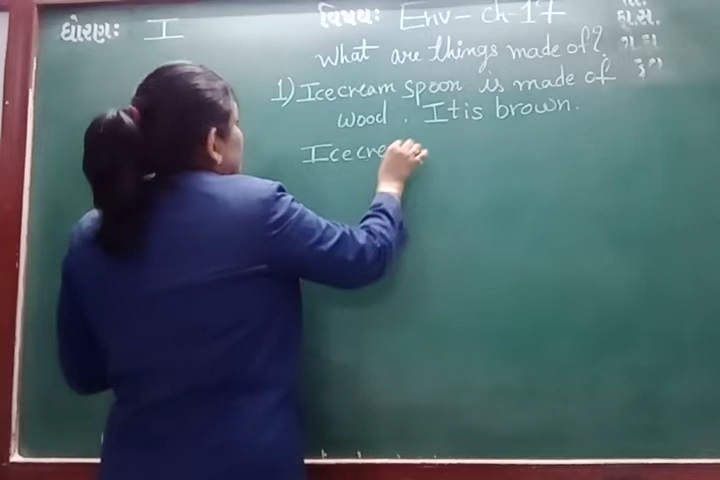 ધોરણઃ I વિષયઃ Env - ch 17
What are things made of?
1) Icecream spoon is made of
wood. It is brown.
Icecre